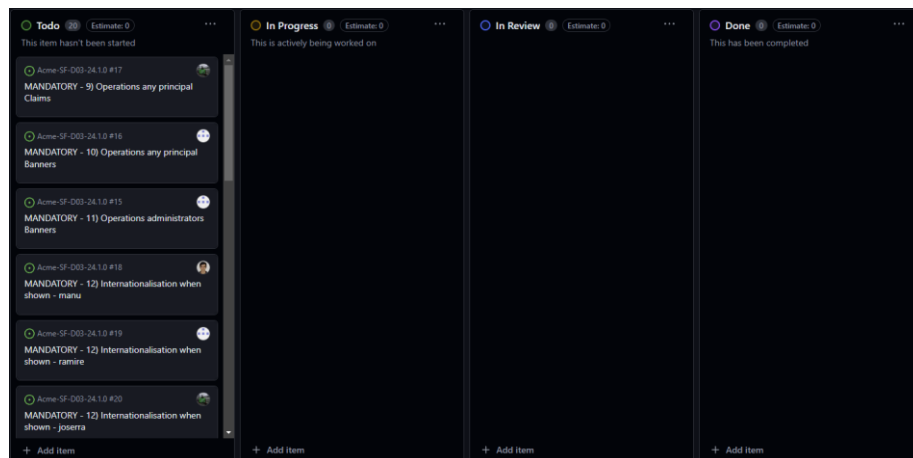 Todo 20 Estimate: 0 ...
This item hasn't been started
Acme-SF-D03-24.1.0 #17
MANDATORY - 9) Operations any principal
Claims
Acme-SF-D03-24.1.0 #16
MANDATORY - 10) Operations any principal
Banners
Acme-SF-D03-24.1.0 #15
MANDATORY - 11) Operations administrators
Banners
Acme-SF-D03-24.1.0 #18
MANDATORY - 12) Internationalisation when
shown - manu
Acme-SF-D03-24.1.0 #19
MANDATORY - 12) Internationalisation when
shown - ramire
Acme-SF-D03-24.1.0 #20
MANDATORY - 12) Internationalisation when
shown - joserra
+ Add item
In Progress 0 Estimate: 0 ...
This is actively being worked on
+ Add item
In Review 0 Estimate: 0 ...
+ Add item
Done 0 Estimate: 0 ...
This has been completed
+ Add item